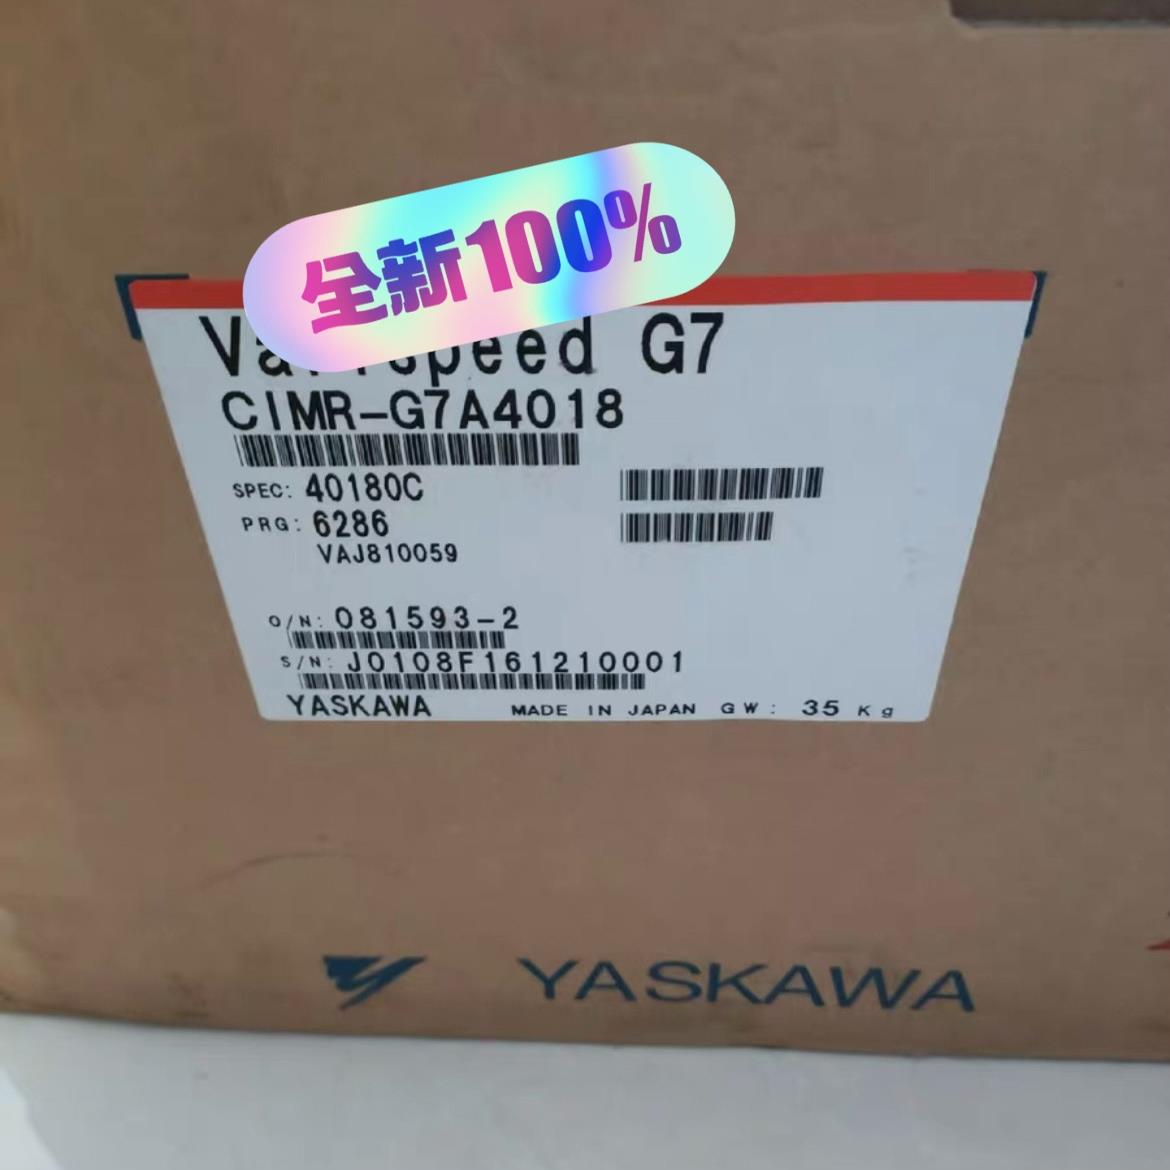 全新100%
G7
CIMR-G7A4018
SPEC: 40180C
PRG: 6286
VAJ810059
O/N: 081593-2
S/N: J0108F161210001
YASKAWA MADE IN JAPAN GW: 35 Kg
YASKAWA